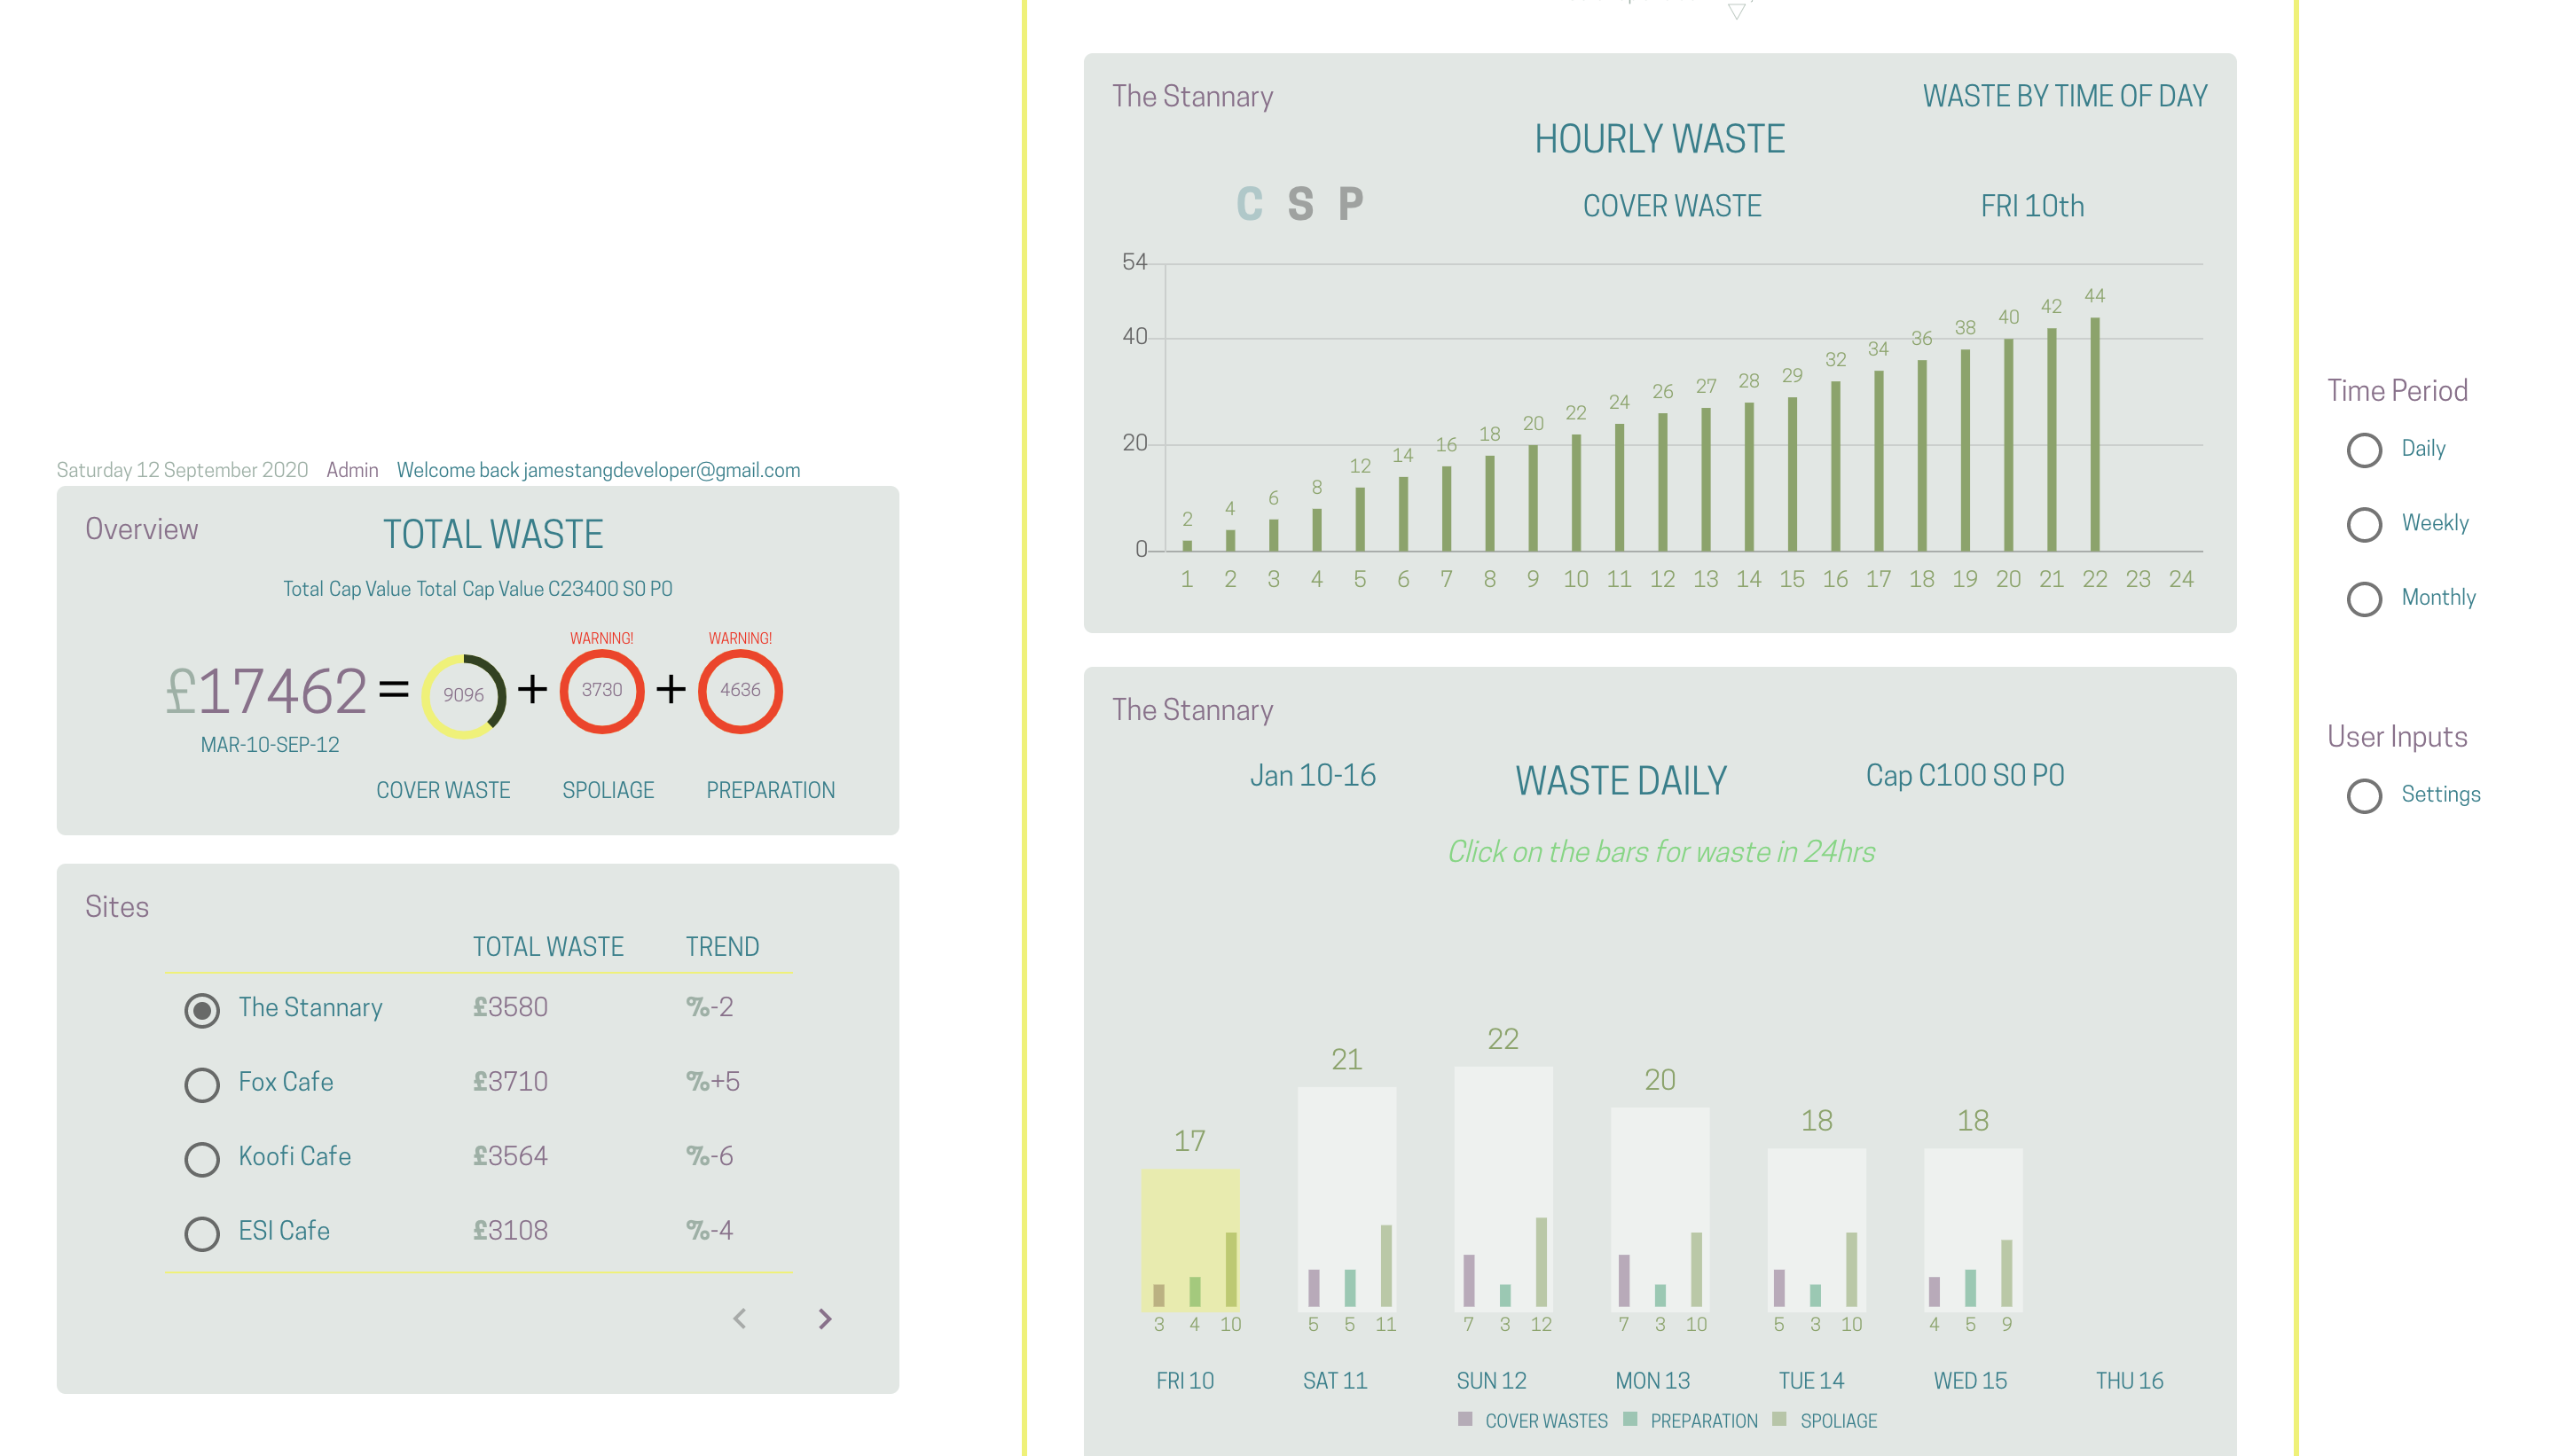 Saturday 12 September 2020 Admin Welcome back jamestangdeveloper@gmail.com
Overview
TOTAL WASTE
Total Cap Value Total Cap Value C23400 S0 P0
WARNING! WARNING!
£17462 = 9096 + 3730 + 4636
MAR-10-SEP-12
COVER WASTE SPOLIAGE PREPARATION
Sites
TOTAL WASTE TREND
The Stannary £3580 %-2
Fox Cafe £3710 %+5
Koofi Cafe £3564 %-6
ESI Cafe £3108 %-4
< >
The Stannary WASTE BY TIME OF DAY
HOURLY WASTE
C S P COVER WASTE FRI 10th
54
40
20
0
2 4 6 8 12 14 16 18 20 22 24 26 27 28 29 32 34 36 38 40 42 44
1 2 3 4 5 6 7 8 9 10 11 12 13 14 15 16 17 18 19 20 21 22 23 24
The Stannary
Jan 10-16 WASTE DAILY Cap C100 S0 P0
Click on the bars for waste in 24hrs
17 21 22 20 18 18
3 4 10 5 5 11 7 3 12 7 3 10 5 3 10 4 5 9
FRI 10 SAT 11 SUN 12 MON 13 TUE 14 WED 15 THU 16
COVER WASTES PREPARATION SPOLIAGE
Time Period
Daily
Weekly
Monthly
User Inputs
Settings